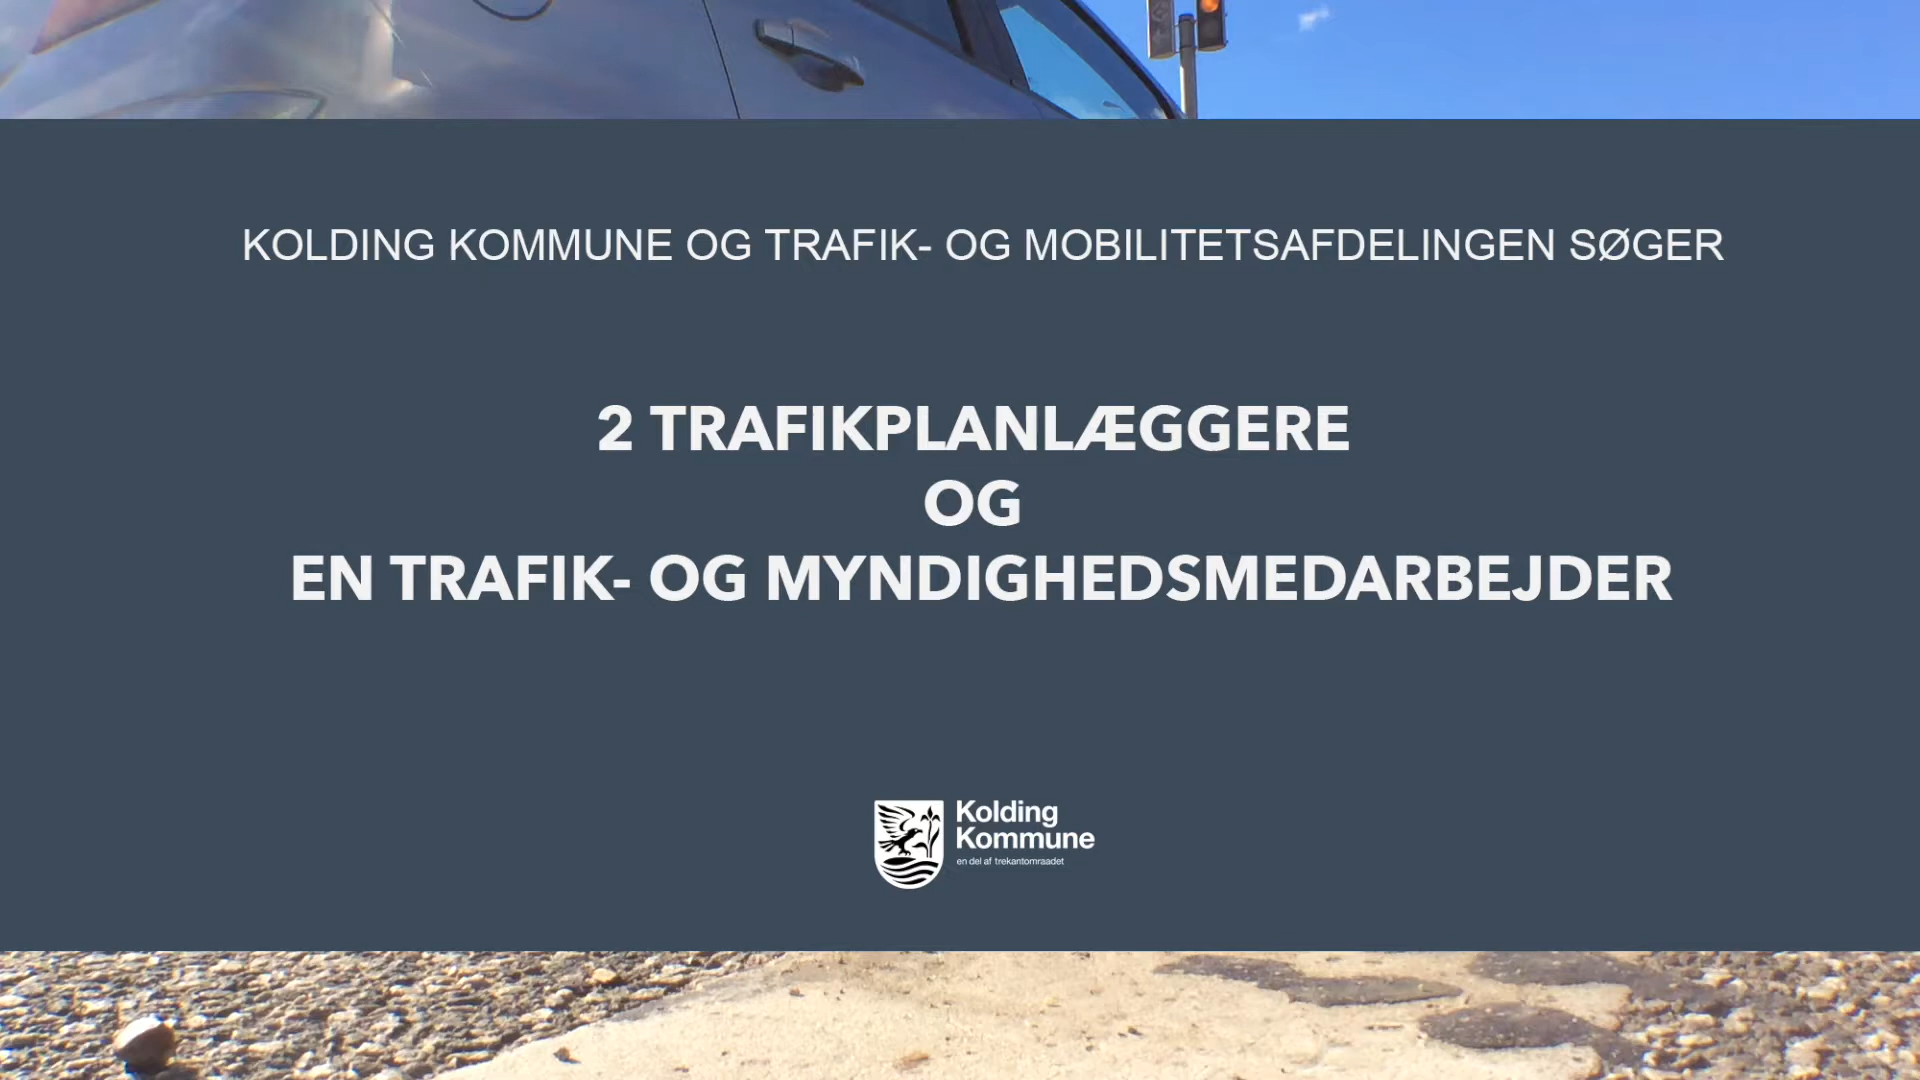 KOLDING KOMMUNE OG TRAFIK- OG MOBILITETSAFDELINGEN SØGER
2 TRAFIKPLANLÆGGERE
OG
EN TRAFIK- OG MYNDIGHEDSMEDARBEJDER
Kolding
Kommune
en del af trekantomraadet